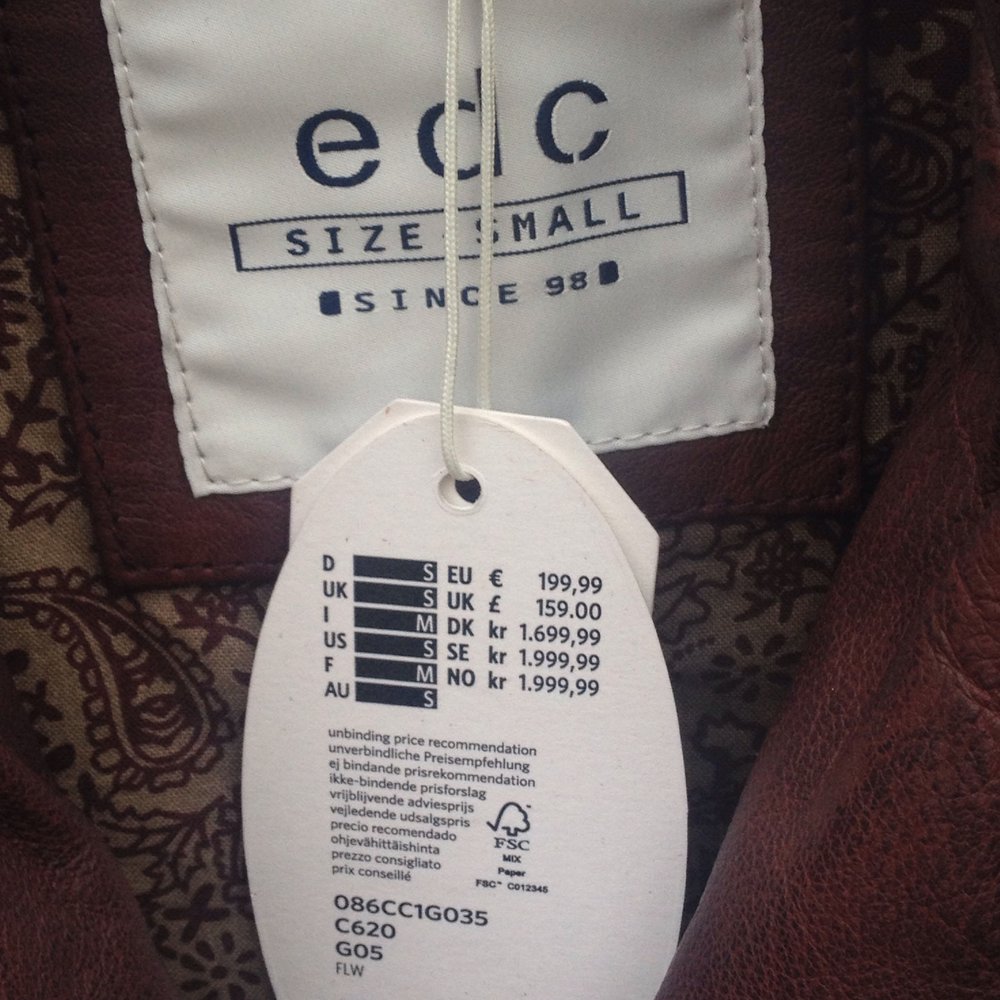 edc
SIZE SMALL
SINCE 98
D S EU € 199,99
UK S UK £ 159.00
I M DK kr 1.699,99
US S SE kr 1.999,99
F M NO kr 1.999,99
AU S
unbinding price recommendation
unverbindliche Preisempfehlung
ej bindande prisrekommendation
ikke-bindende prisforslag
vrijblijvende adviesprijs
vejledende udsalgspris
precio recomendado
ohjevähittäishinta
prezzo consigliato
prix conseillé
FSC
MIX
Paper
FSC™ C012345
086CC1G035
C620
G05
FLW